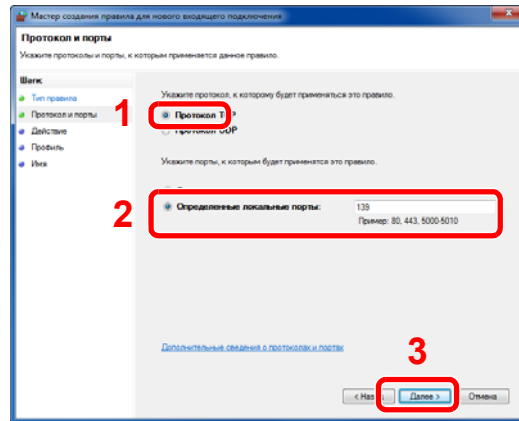 Мастер создания правила для нового входящего подключения
Протокол и порты
Укажите протоколы и порты, к которым применяется данное правило.
Шаги:
Тип правила
Протокол и порты
Действие
Профиль
Имя
Укажите протокол, к которому будет применяться это правило.
1
Протокол TCP
Протокол UDP
Укажите порты, к которым будет применятся это правило.
2
Определенные локальные порты:
139
Пример: 80, 443, 5000-5010
Дополнительные сведения о протоколах и портах
3
< Назад
Далее >
Отмена